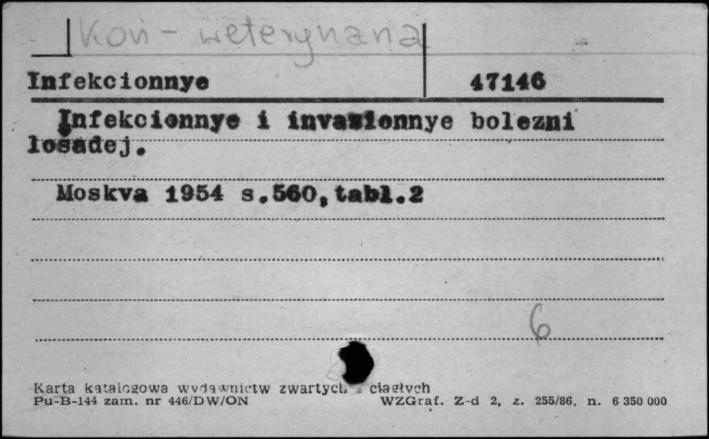 Koń - weterynaria
Infekcionnye 47146
Infekcionnye i invazionnye bolezni
lošadej.
Moskva 1954 s.560, tabl.2
6
Karta katalogowa wydawnictw zwartych i ciągłych
Pu-B-144 zam. nr 446/DW/ON WZGraf. Z-d 2, z. 255/86, n. 6 350 000